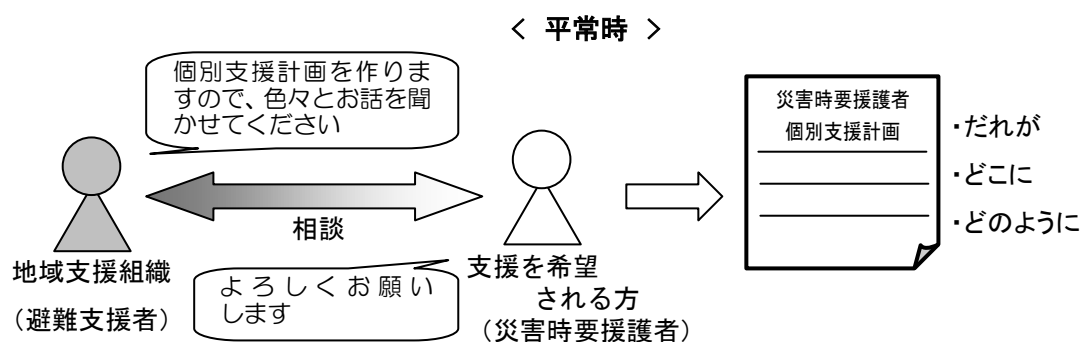 < 平常時 >
個別支援計画を作りま
すので、色々とお話を聞
かせてください
相談
地域支援組織
（避難支援者）
よろしくお願い
します
支援を希望
される方
（災害時要援護者）
災害時要援護者
個別支援計画
・だれが
・どこに
・どのように